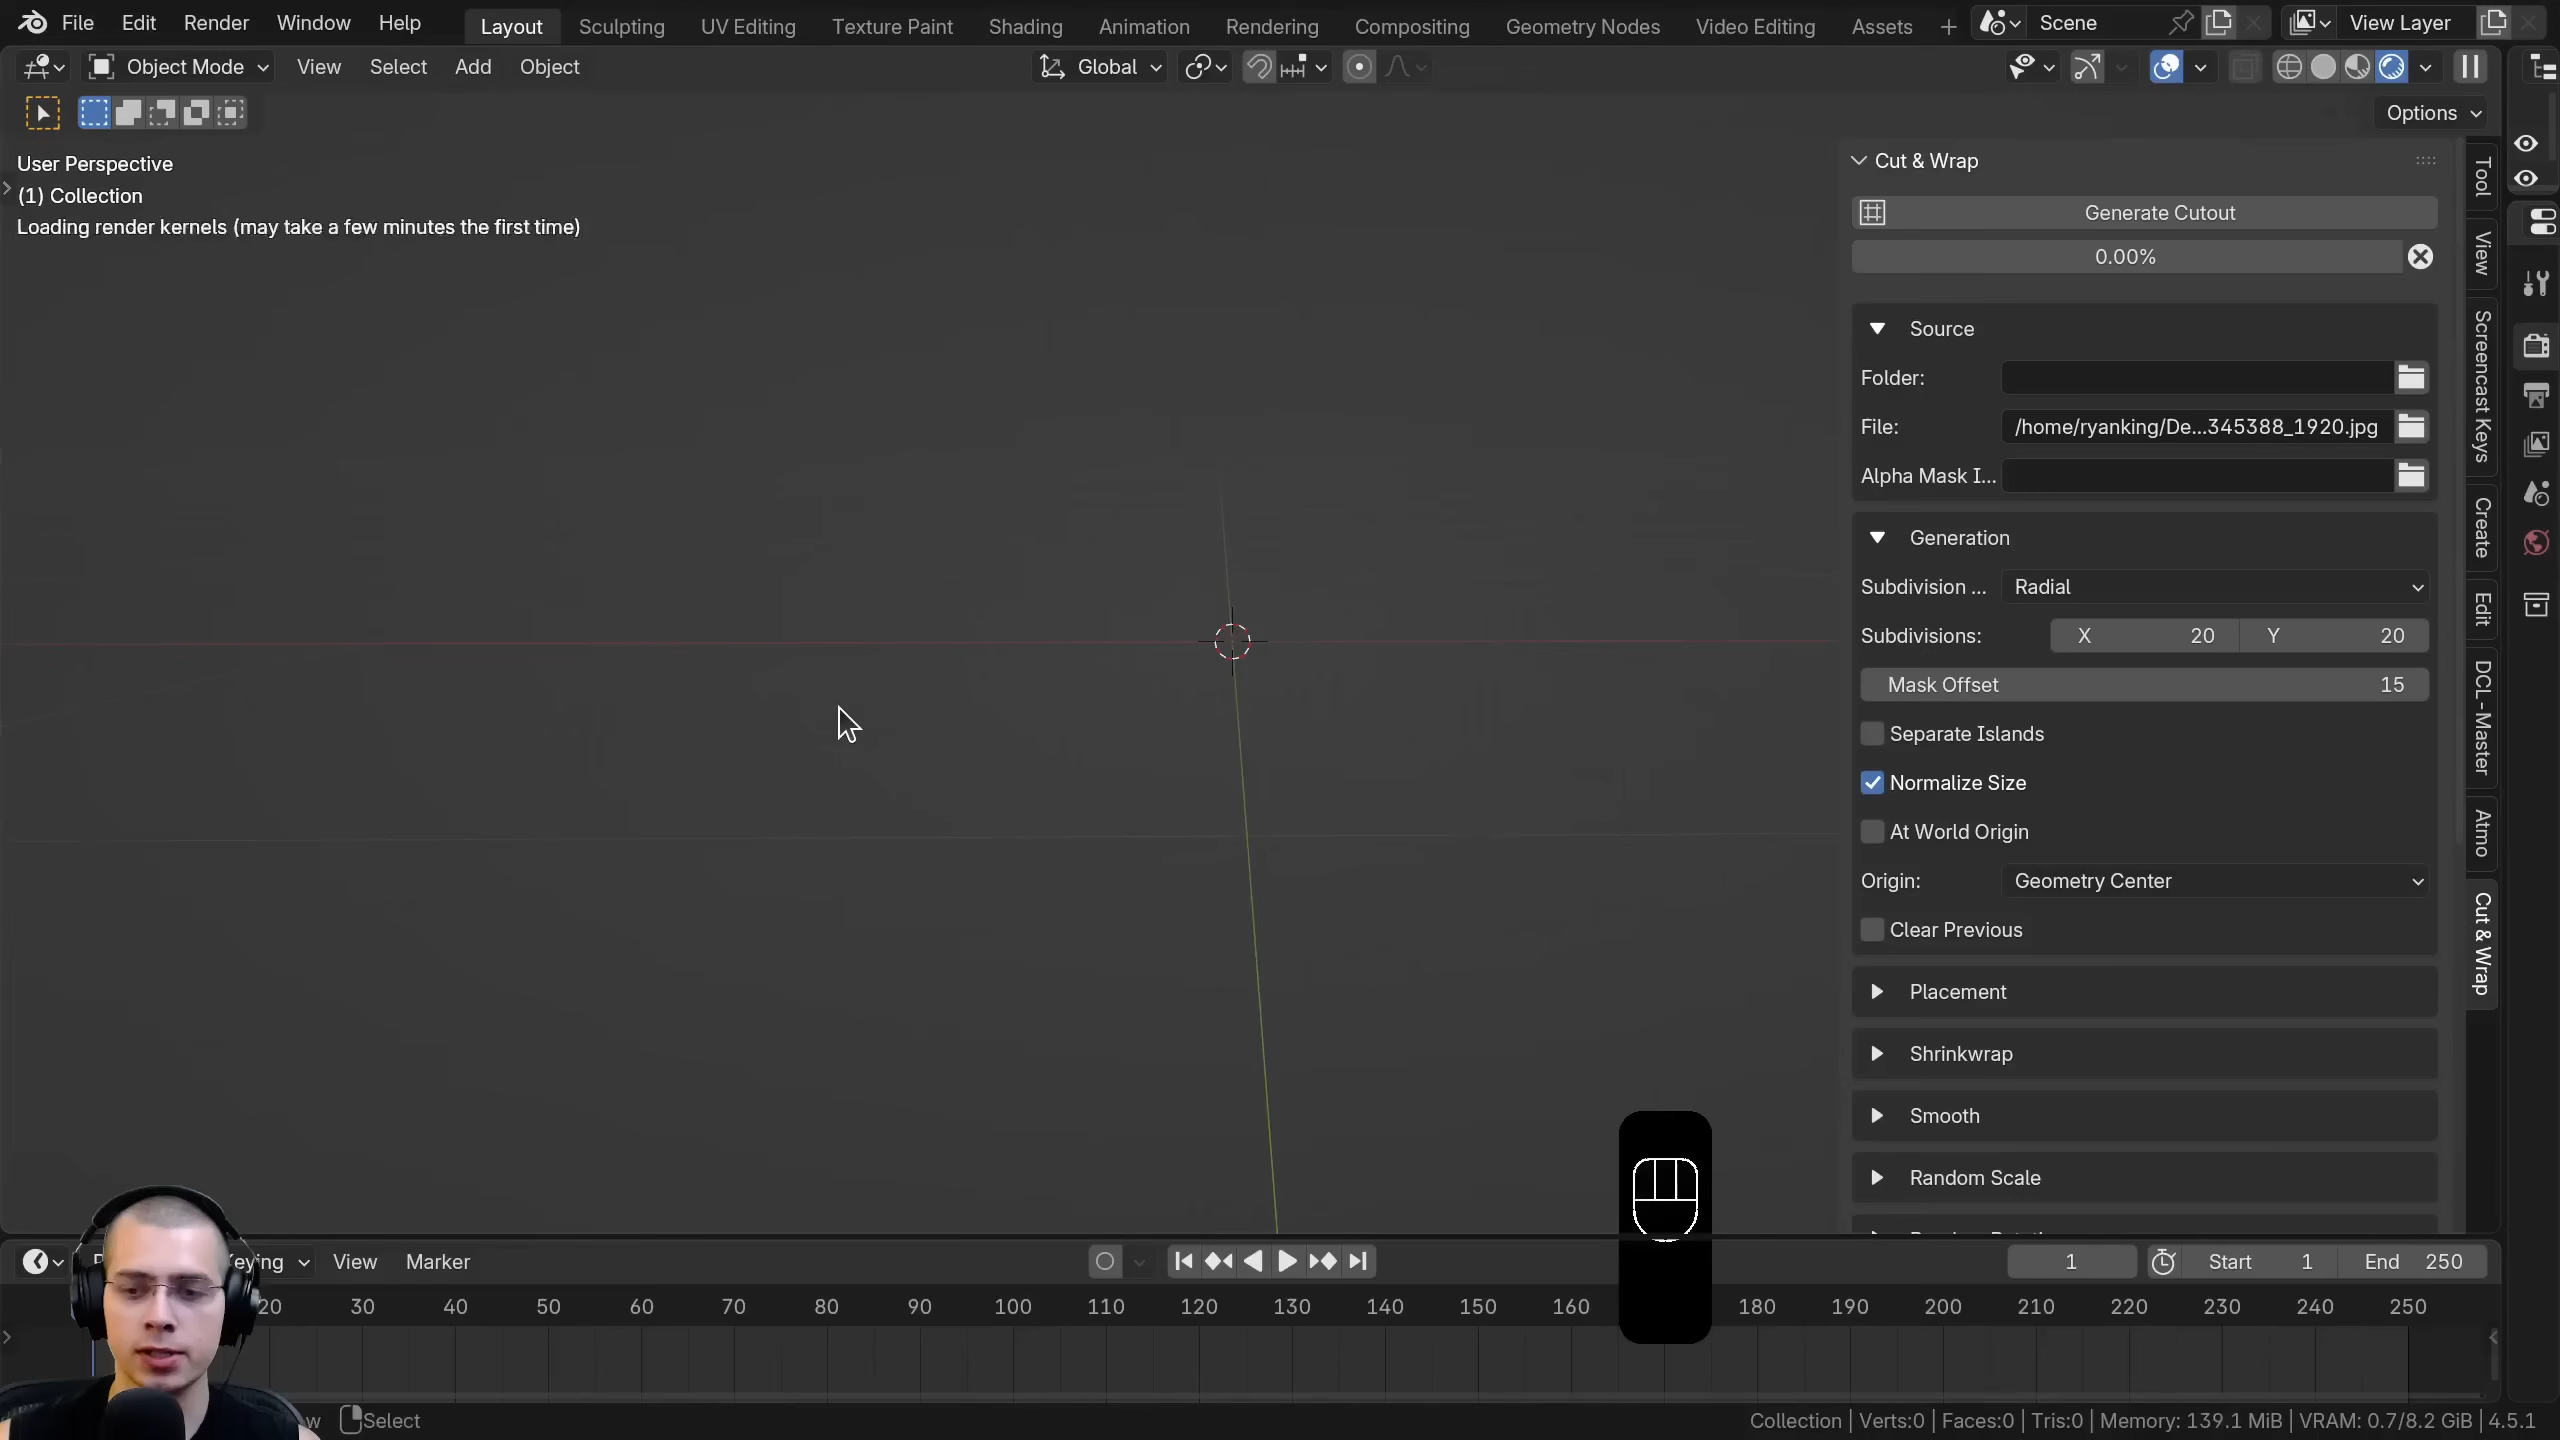 File Edit Render Window Help Layout Sculpting UV Editing Texture Paint Shading Animation Rendering Compositing Geometry Nodes Video Editing Assets Scene View Layer
Object Mode View Select Add Object Global
Options
User Perspective
(1) Collection
Loading render kernels (may take a few minutes the first time)
Cut & Wrap
Generate Cutout
0.00%
Source
Folder:
File: /home/ryanking/De...345388_1920.jpg
Alpha Mask I...
Generation
Subdivision ... Radial
Subdivisions: X 20 Y 20
Mask Offset 15
Separate Islands
Normalize Size
At World Origin
Origin: Geometry Center
Clear Previous
Placement
Shrinkwrap
Smooth
Random Scale
Tool
View
Screencast Keys
Create
Edit
DCL - Master
Atmo
Cut & Wrap
Keying View Marker 1 Start 1 End 250
20 30 40 50 60 70 80 90 100 110 120 130 140 150 160 180 190 200 210 220 230 240 250
Select
Collection | Verts:0 | Faces:0 | Tris:0 | Memory: 139.1 MiB | VRAM: 0.7/8.2 GiB | 4.5.1